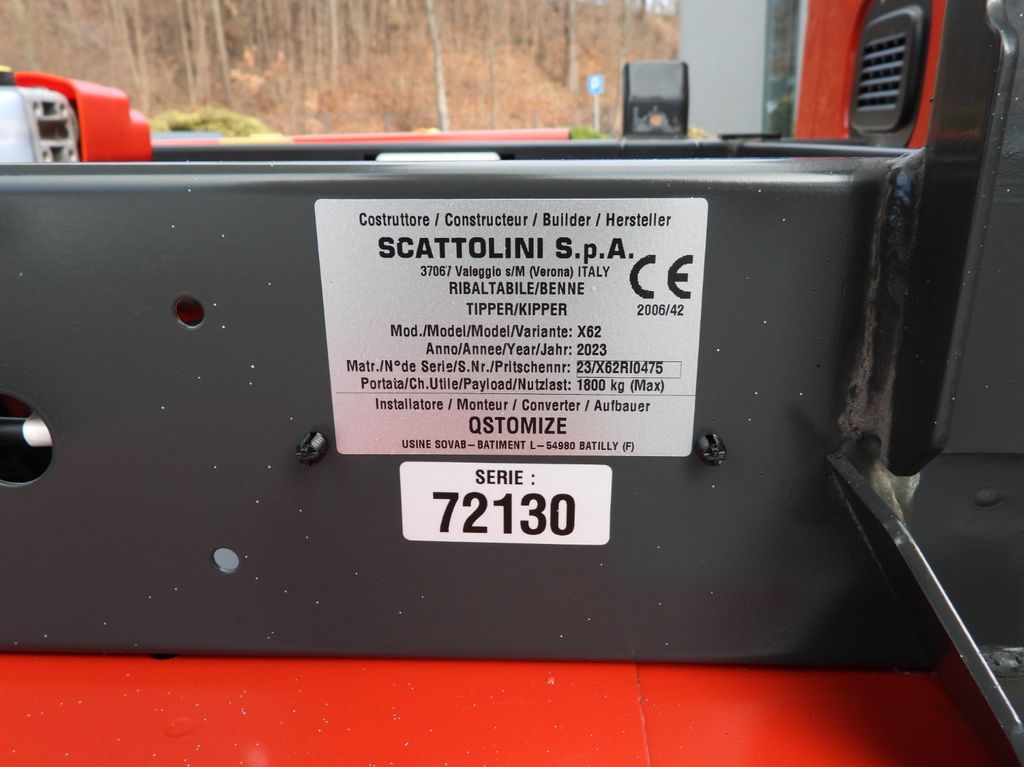 Costruttore / Constructeur / Builder / Hersteller
SCATTOLINI S.p.A.
37067 Valeggio s/M (Verona) ITALY
RIBALTABILE/BENNE
TIPPER/KIPPER
CE
2006/42
Mod./Model/Model/Variante: X62
Anno/Annee/Year/Jahr: 2023
Matr./N°de Serie/S.Nr./Pritschennr: 23/X62RI0475
Portata/Ch.Utile/Payload/Nutzlast: 1800 kg (Max)
Installatore / Monteur / Converter / Aufbauer
QSTOMIZE
USINE SOVAB-BATIMENT L-54980 BATILLY (F)
SERIE :
72130